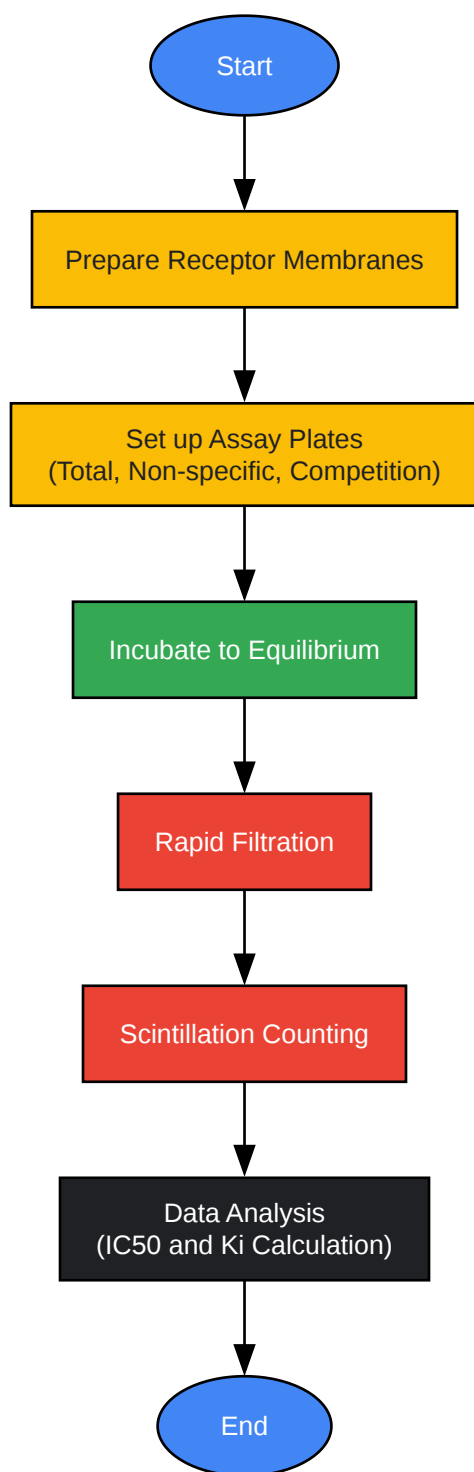 Start
Prepare Receptor Membranes
Set up Assay Plates
(Total, Non-specific, Competition)
Incubate to Equilibrium
Rapid Filtration
Scintillation Counting
Data Analysis
(IC50 and Ki Calculation)
End